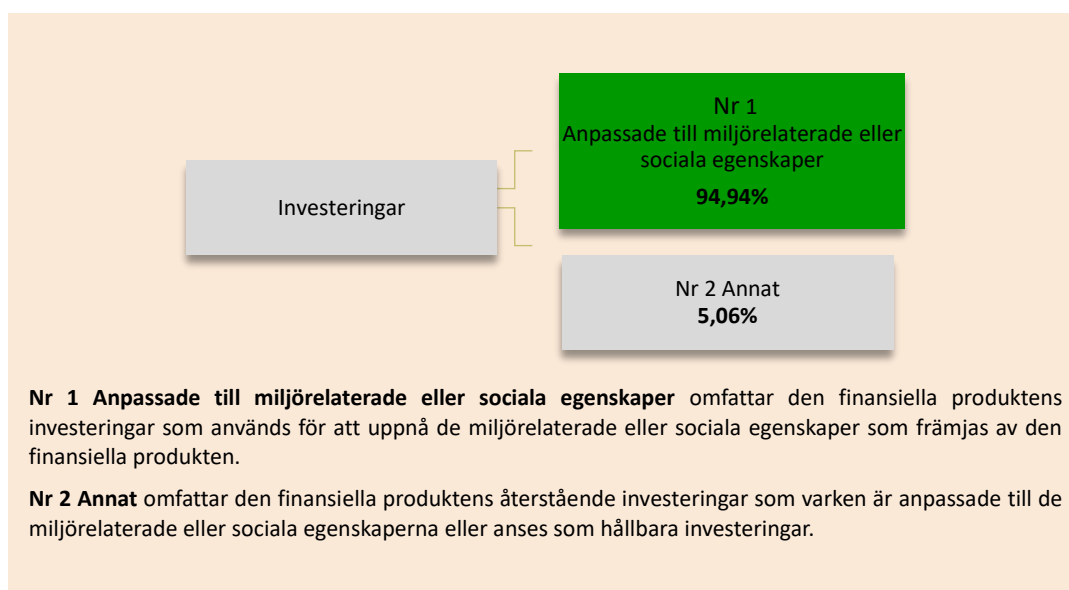 Nr 1
Anpassade till miljörelaterade eller
sociala egenskaper
94,94%
Investeringar
Nr 2 Annat
5,06%
Nr 1 Anpassade till miljörelaterade eller sociala egenskaper omfattar den finansiella produktens
investeringar som används för att uppnå de miljörelaterade eller sociala egenskaper som främjas av den
finansiella produkten.
Nr 2 Annat omfattar den finansiella produktens återstående investeringar som varken är anpassade till de
miljörelaterade eller sociala egenskaperna eller anses som hållbara investeringar.